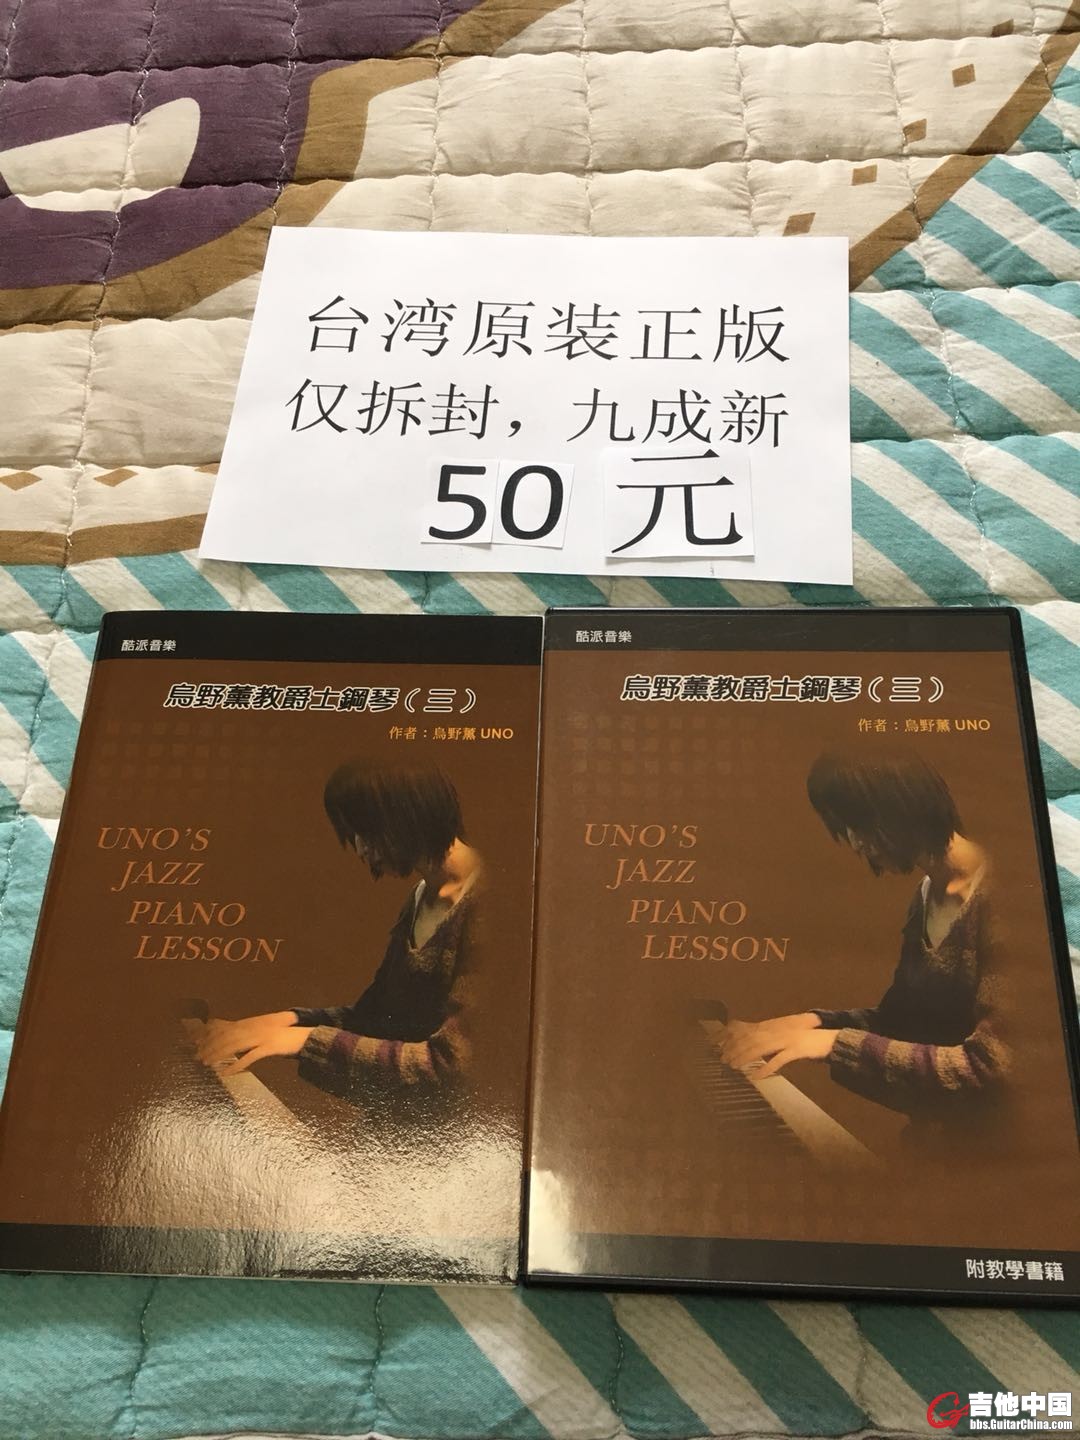 台湾原装正版
仅拆封，九成新
50 元
酷派音樂
烏野薰教爵士鋼琴（三）
作者：烏野薰 UNO
UNO'S
JAZZ
PIANO
LESSON
酷派音樂
烏野薰教爵士鋼琴（三）
作者：烏野薰 UNO
UNO'S
JAZZ
PIANO
LESSON
附教學書籍
吉他中国
bbs.GuitarChina.com